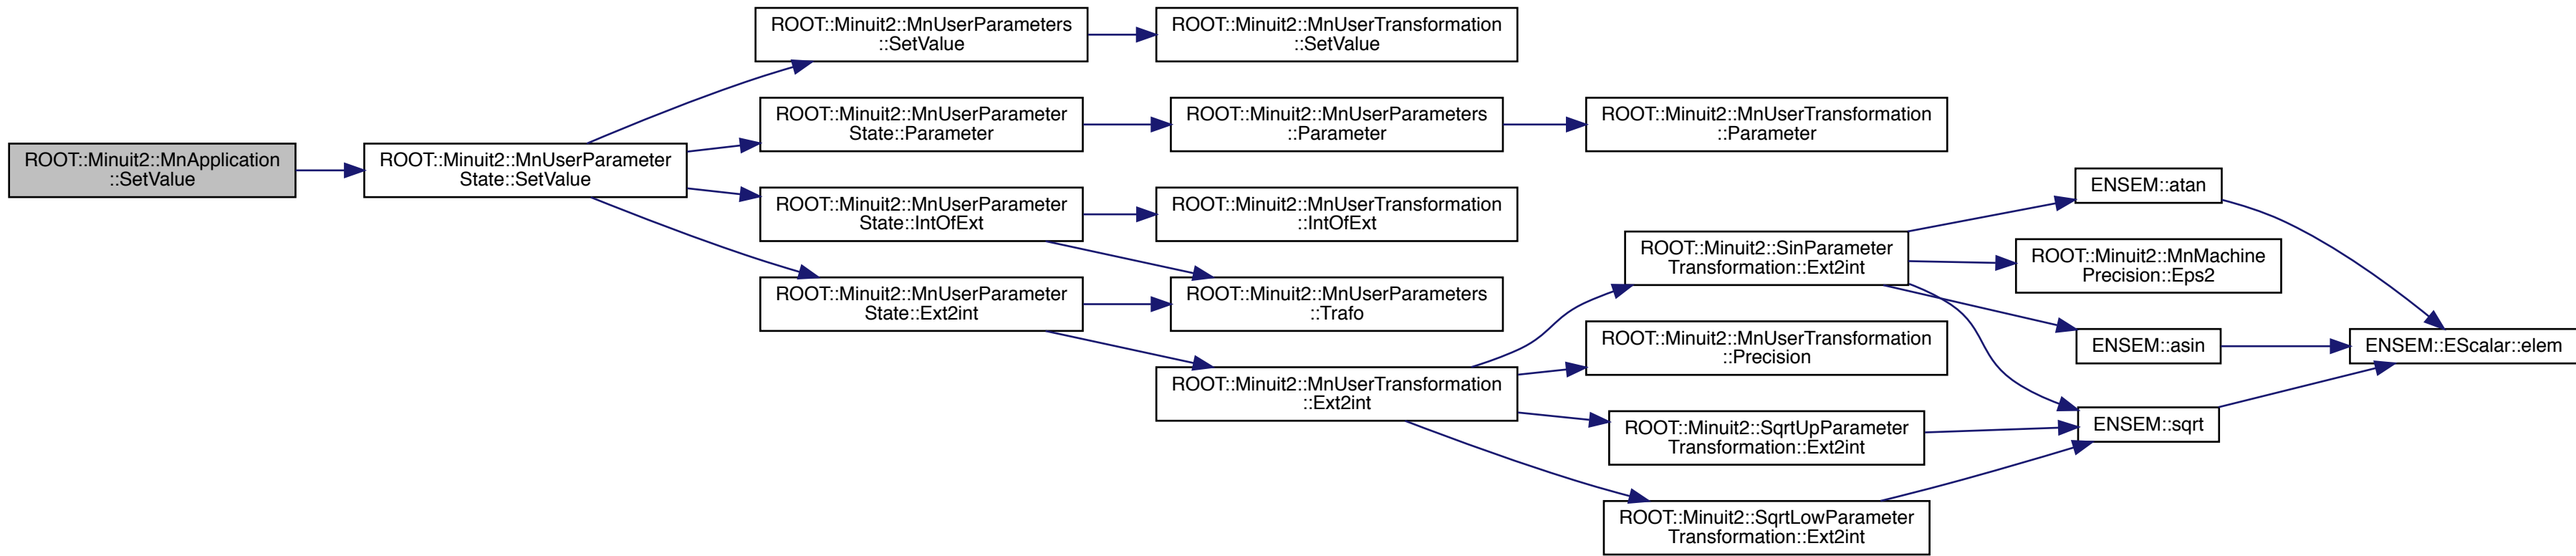 ROOT::Minuit2::MnApplication
::SetValue
ROOT::Minuit2::MnUserParameter
State::SetValue
ROOT::Minuit2::MnUserParameters
::SetValue
ROOT::Minuit2::MnUserTransformation
::SetValue
ROOT::Minuit2::MnUserParameter
State::Parameter
ROOT::Minuit2::MnUserParameters
::Parameter
ROOT::Minuit2::MnUserTransformation
::Parameter
ROOT::Minuit2::MnUserParameter
State::IntOfExt
ROOT::Minuit2::MnUserTransformation
::IntOfExt
ROOT::Minuit2::MnUserParameter
State::Ext2int
ROOT::Minuit2::MnUserParameters
::Trafo
ROOT::Minuit2::MnUserTransformation
::Ext2int
ROOT::Minuit2::SinParameter
Transformation::Ext2int
ROOT::Minuit2::MnUserTransformation
::Precision
ROOT::Minuit2::SqrtUpParameter
Transformation::Ext2int
ROOT::Minuit2::SqrtLowParameter
Transformation::Ext2int
ENSEM::atan
ROOT::Minuit2::MnMachine
Precision::Eps2
ENSEM::asin
ENSEM::sqrt
ENSEM::EScalar::elem